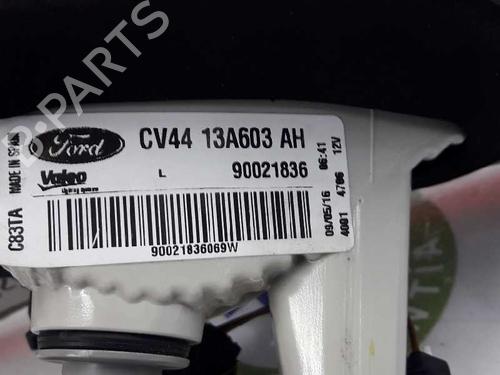 B-PARTS
MADE IN SPAIN
C83TA
Ford
CV44 13A603 AH
Valeo
L
90021836
90021836069W
09/05/16 06:41
4001 4706 12V
ANTIA